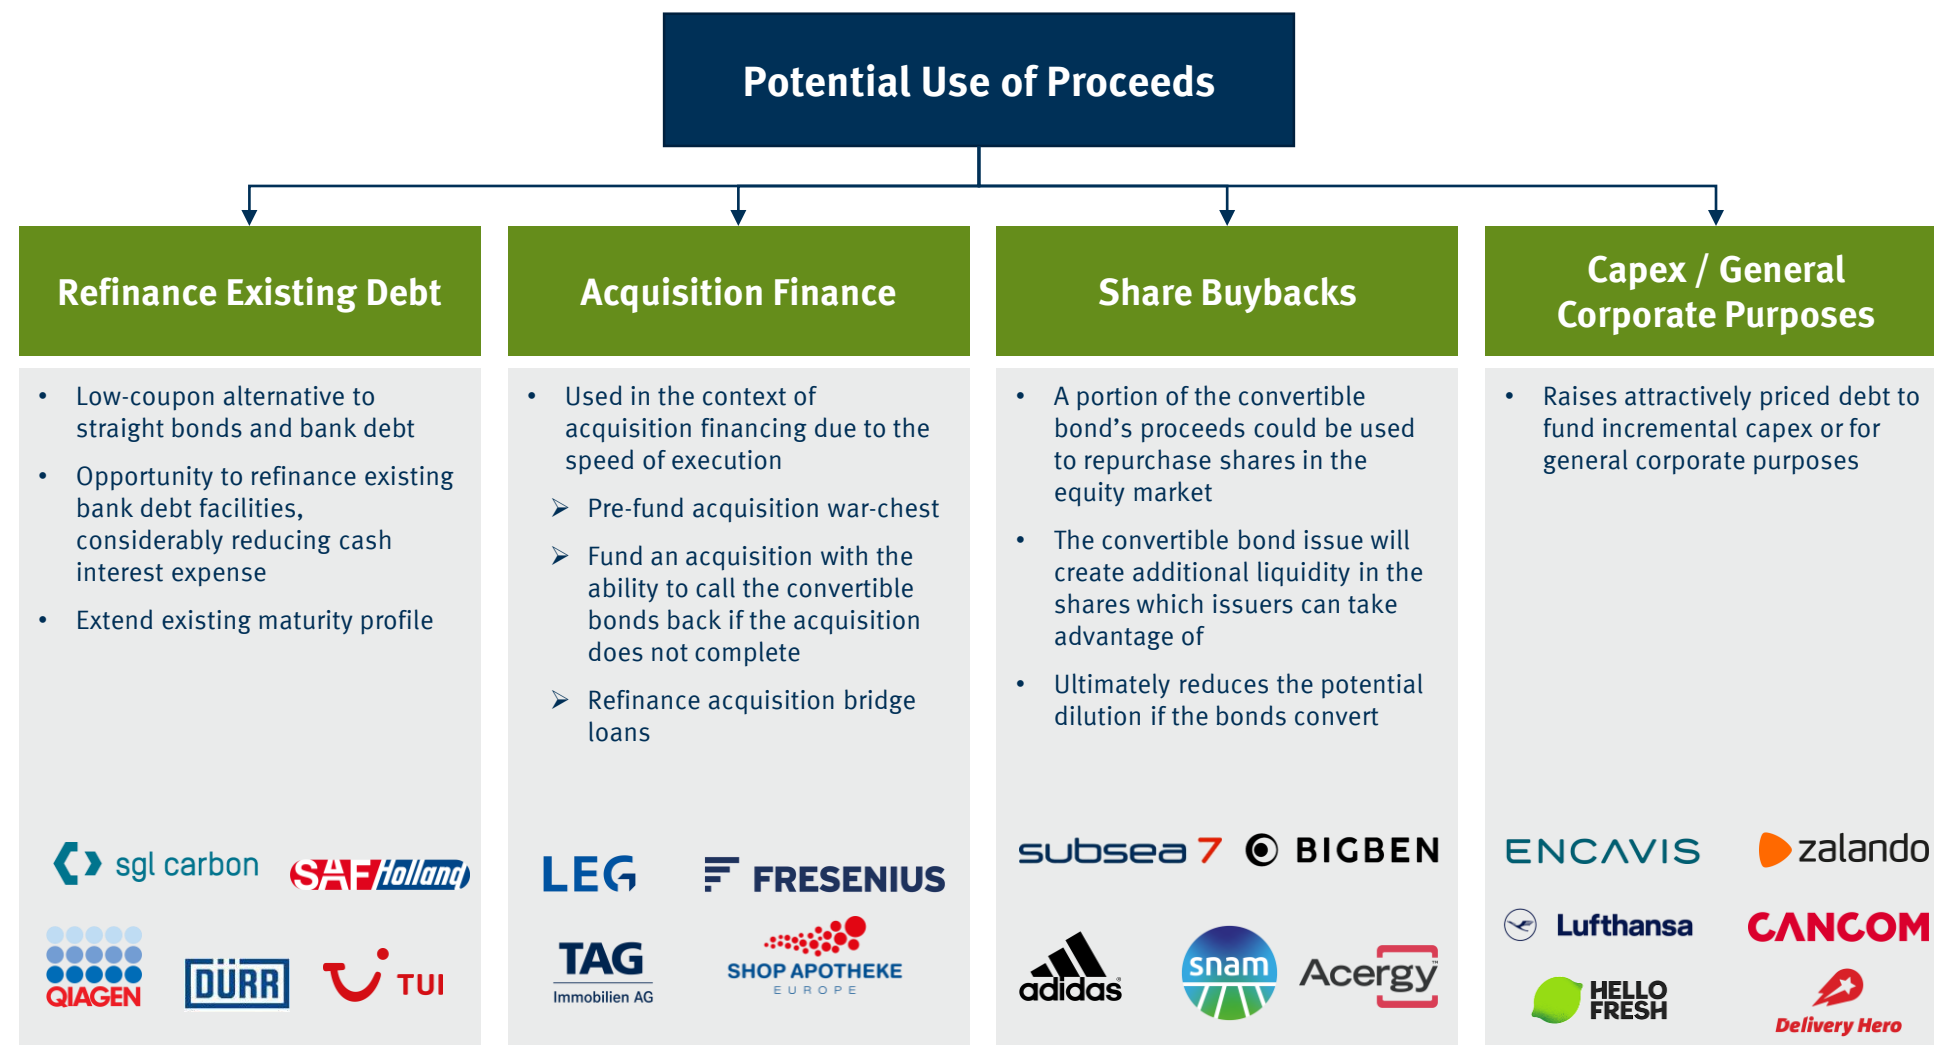 Potential Use of Proceeds
Refinance Existing Debt
• Low-coupon alternative to
straight bonds and bank debt
• Opportunity to refinance existing
bank debt facilities,
considerably reducing cash
interest expense
• Extend existing maturity profile
sgl carbon
SAF Holland
QIAGEN
DÜRR
TUI
Acquisition Finance
• Used in the context of
acquisition financing due to the
speed of execution
➢ Pre-fund acquisition war-chest
➢ Fund an acquisition with the
ability to call the convertible
bonds back if the acquisition
does not complete
➢ Refinance acquisition bridge
loans
LEG
FRESENIUS
TAG
Immobilien AG
SHOP APOTHEKE
EUROPE
Share Buybacks
• A portion of the convertible
bond’s proceeds could be used
to repurchase shares in the
equity market
• The convertible bond issue will
create additional liquidity in the
shares which issuers can take
advantage of
• Ultimately reduces the potential
dilution if the bonds convert
subsea 7
BIGBEN
adidas
snam
Acergy
Capex / General
Corporate Purposes
• Raises attractively priced debt to
fund incremental capex or for
general corporate purposes
ENCAVIS
zalando
Lufthansa
CANCOM
HELLO
FRESH
Delivery Hero